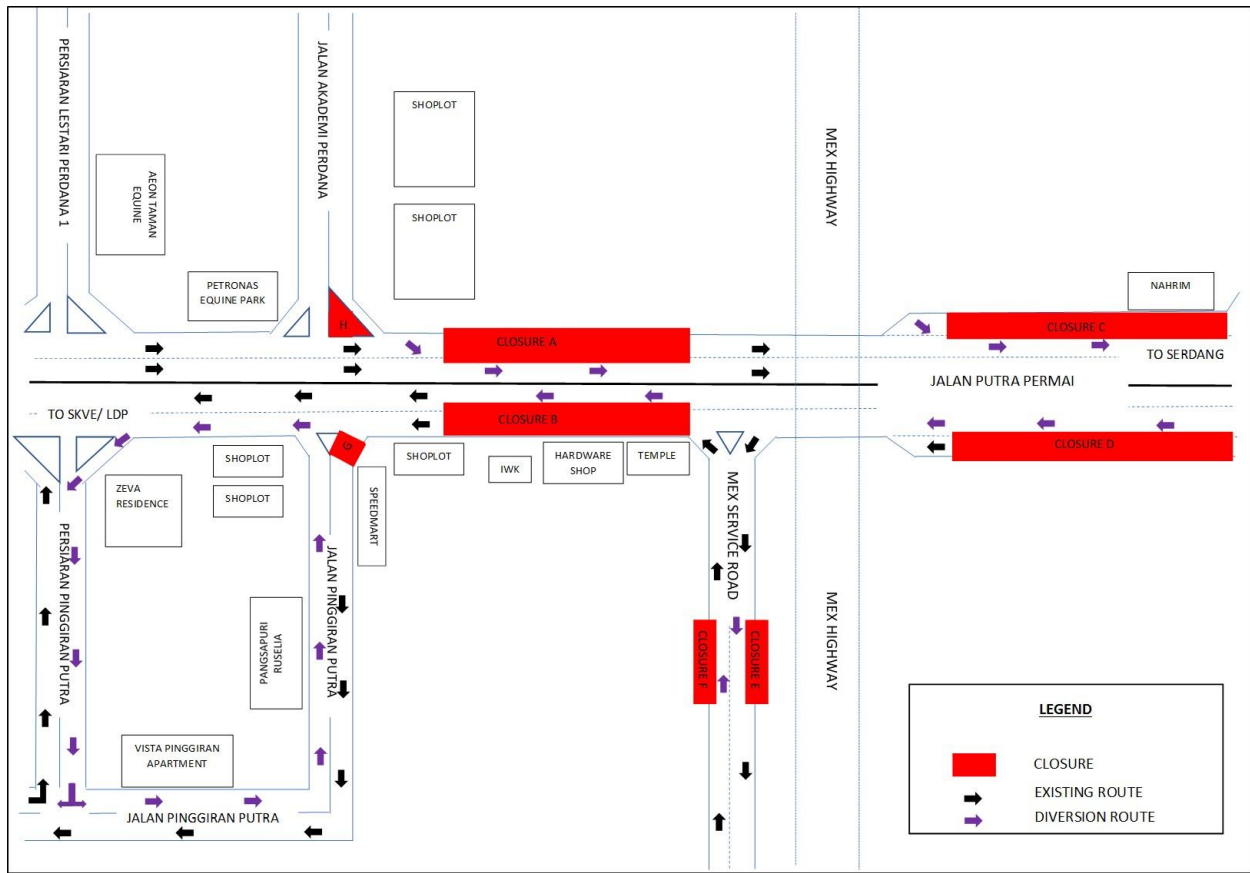 PERSIARAN LESTARI PERDANA 1
JALAN AKADEMI PERDANA
SHOPLOT
MEX HIGHWAY
AEON TAMAN
EQUINE
SHOPLOT
PETRONAS
EQUINE PARK
NAHRIM
H
CLOSURE A
CLOSURE C
TO SERDANG
JALAN PUTRA PERMAI
TO SKVE/ LDP
CLOSURE B
G
CLOSURE D
SHOPLOT
SHOPLOT
IWK
HARDWARE
SHOP
TEMPLE
ZEVA
RESIDENCE
SHOPLOT
SPEEDMART
PERSIARAN PINGGIRAN PUTRA
JALAN PINGGIRAN PUTRA
MEX SERVICE ROAD
MEX HIGHWAY
PANGSAPURI
RUSELIA
CLOSURE F
CLOSURE E
VISTA PINGGIRAN
APARTMENT
JALAN PINGGIRAN PUTRA
LEGEND
CLOSURE
EXISTING ROUTE
DIVERSION ROUTE